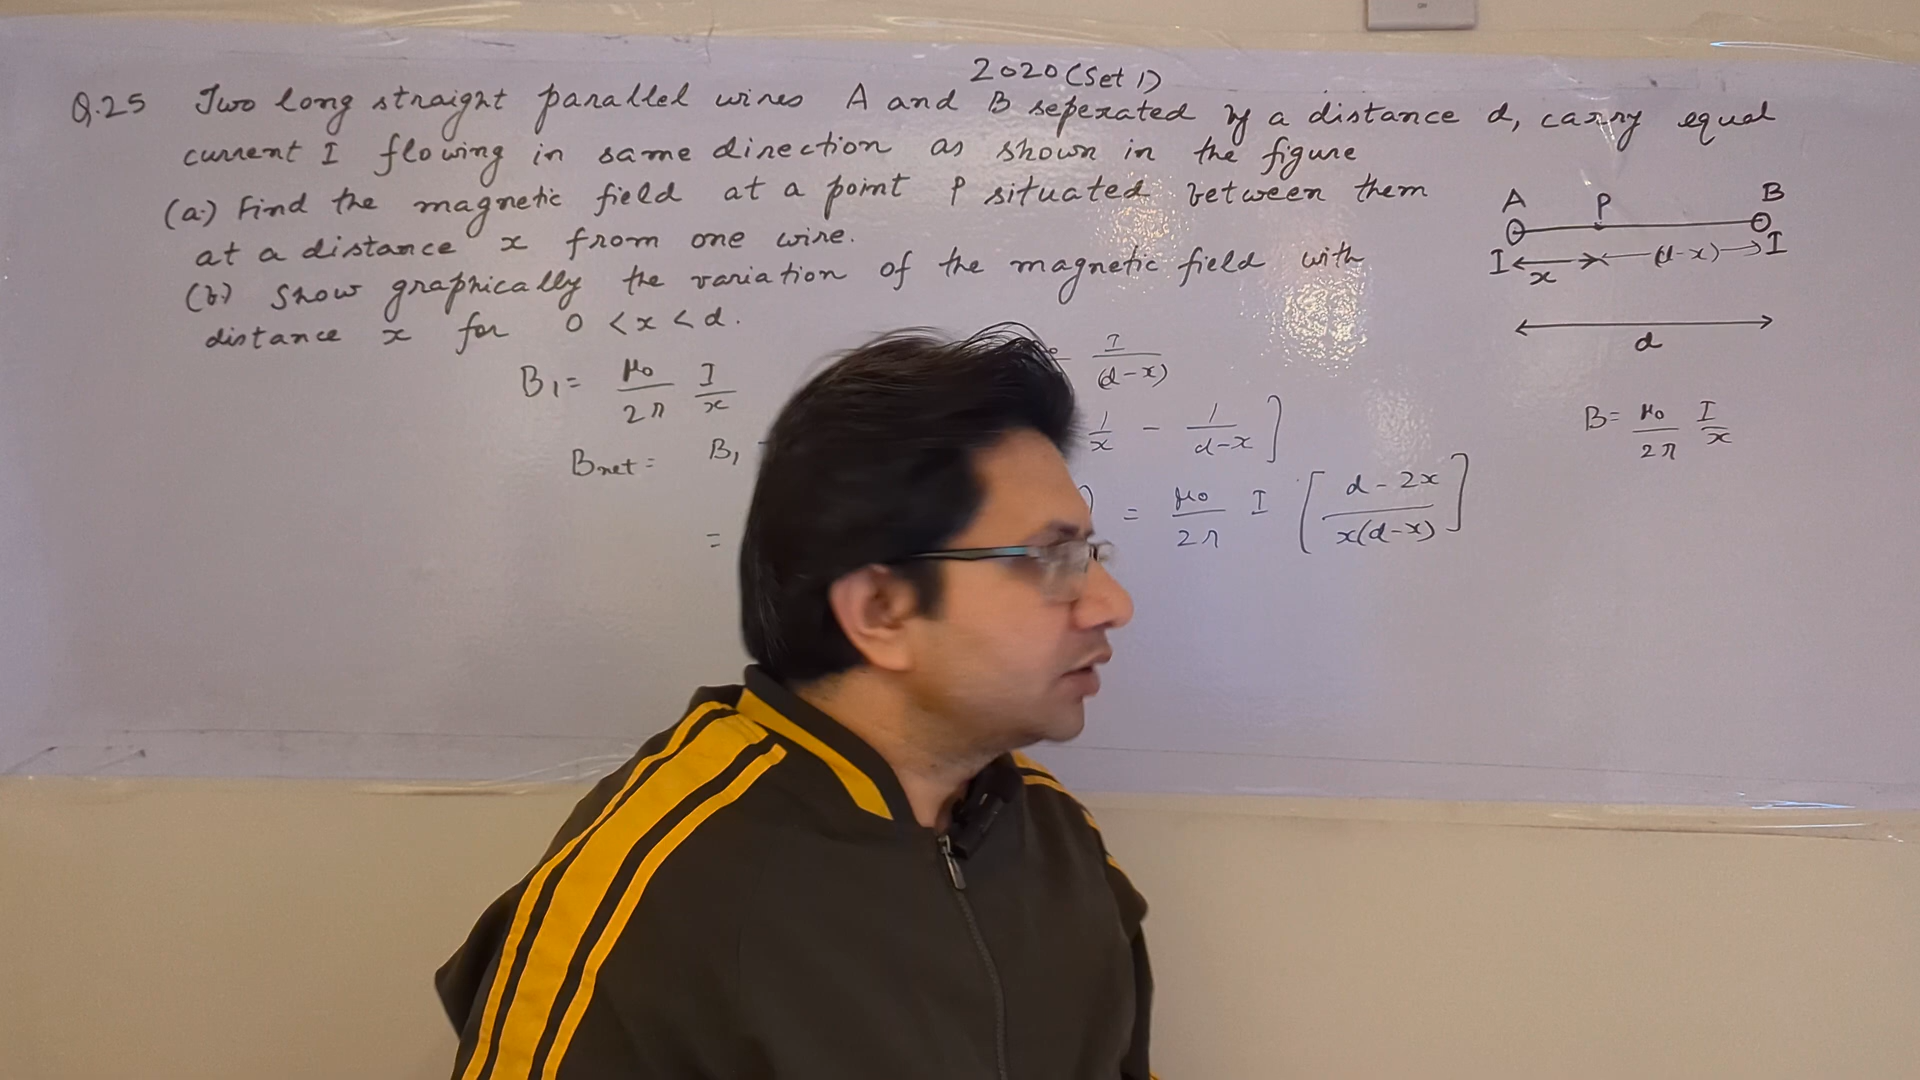 2020 (Set 1)
Q.25 Two long straight parallel wires A and B seperated by a distance d, carry equal
current I flowing in same direction as shown in the figure
(a.) Find the magnetic field at a point P situated between them
at a distance x from one wire.
(b.) Show graphically the variation of the magnetic field with
distance x for 0 < x < d.
A P B
I x (d-x) I
d
B₁ = μ₀/2π I/x
I/(d-x)
Bnet = B₁
1/x - 1/(d-x) ]
= = μ₀/2π I [ (d-2x)/(x(d-x)) ]
B = μ₀/2π I/x